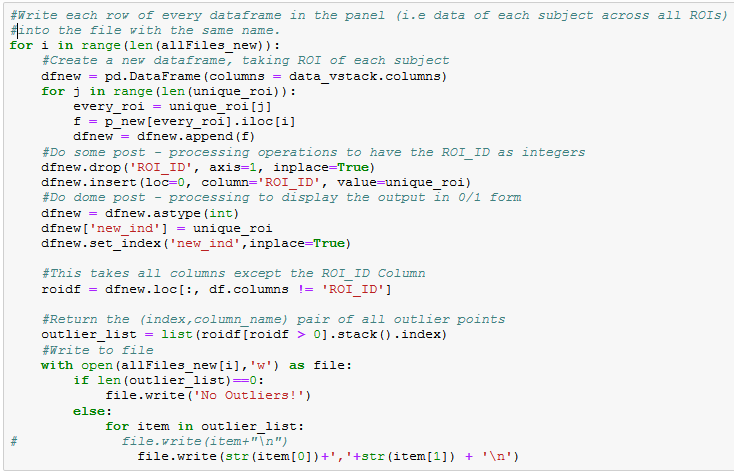 #Write each row of every dataframe in the panel (i.e data of each subject across all ROIs)
#into the file with the same name.
for i in range(len(allFiles_new)):
    #Create a new dataframe, taking ROI of each subject
    dfnew = pd.DataFrame(columns = data_vstack.columns)
    for j in range(len(unique_roi)):
        every_roi = unique_roi[j]
        f = p_new[every_roi].iloc[i]
        dfnew = dfnew.append(f)
    #Do some post - processing operations to have the ROI_ID as integers
    dfnew.drop('ROI_ID', axis=1, inplace=True)
    dfnew.insert(loc=0, column='ROI_ID', value=unique_roi)
    #Do dome post - processing to display the output in 0/1 form
    dfnew = dfnew.astype(int)
    dfnew['new_ind'] = unique_roi
    dfnew.set_index('new_ind',inplace=True)

    #This takes all columns except the ROI_ID Column
    roidf = dfnew.loc[:, df.columns != 'ROI_ID']

    #Return the (index,column_name) pair of all outlier points
    outlier_list = list(roidf[roidf > 0].stack().index)
    #Write to file
    with open(allFiles_new[i],'w') as file:
        if len(outlier_list)==0:
            file.write('No Outliers!')
        else:
            for item in outlier_list:
#              file.write(item+"\n")
                file.write(str(item[0])+','+str(item[1]) + '\n')